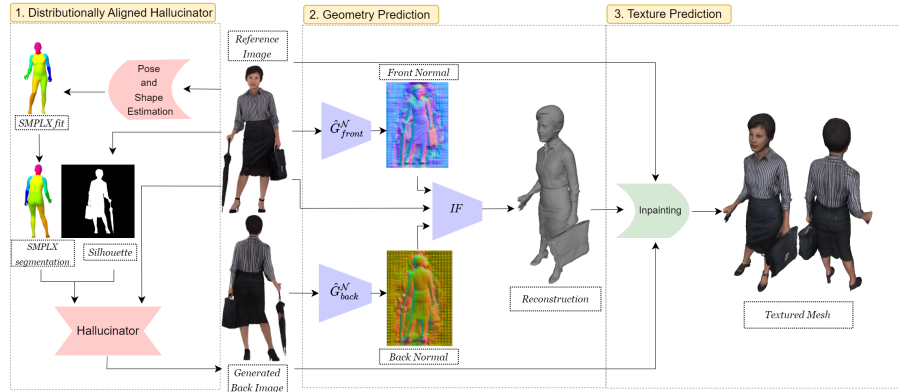 1. Distributionally Aligned Hallucinator
2. Geometry Prediction
3. Texture Prediction
Reference
Image
Pose
and
Shape
Estimation
SMPLX fit
SMPLX
segmentation
Silhouette
Hallucinator
Generated
Back Image
Front Normal
Ĝ^N_front
Ĝ^N_back
IF
Back Normal
Reconstruction
Inpainting
Textured Mesh